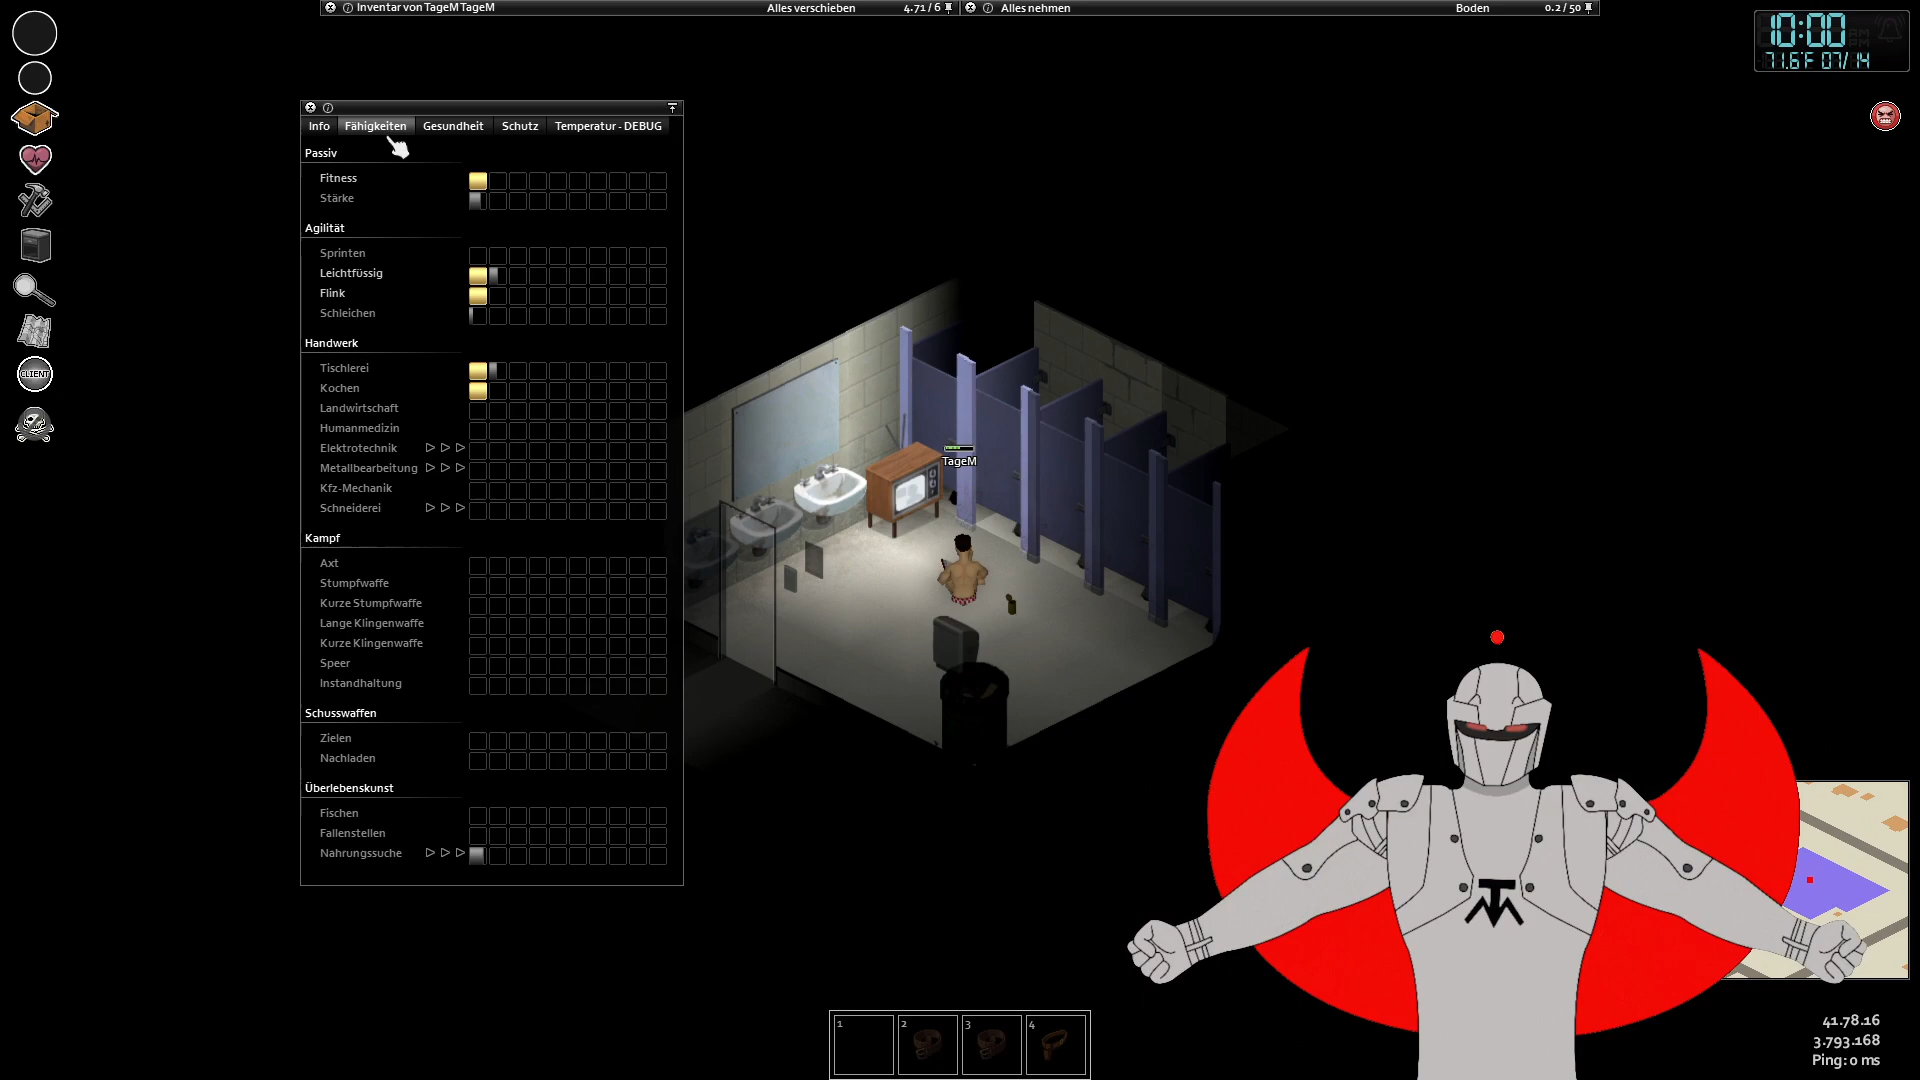 Inventar von TageM TageM Alles verschieben 4.71 / 6 Alles nehmen Boden 0.2 / 50
10:00
71.6°F 07/14
Info Fähigkeiten Gesundheit Schutz Temperatur - DEBUG
Passiv
Fitness
Stärke
Agilität
Sprinten
Leichtfüssig
Flink
Schleichen
Handwerk
Tischlerei
Kochen
Landwirtschaft
Humanmedizin
Elektrotechnik
Metallbearbeitung
Kfz-Mechanik
Schneiderei
Kampf
Axt
Stumpfwaffe
Kurze Stumpfwaffe
Lange Klingenwaffe
Kurze Klingenwaffe
Speer
Instandhaltung
Schusswaffen
Zielen
Nachladen
Überlebenskunst
Fischen
Fallenstellen
Nahrungssuche
CLIENT
TageM
1 2 3 4
41.78.16
3.793.168
Ping: 0 ms